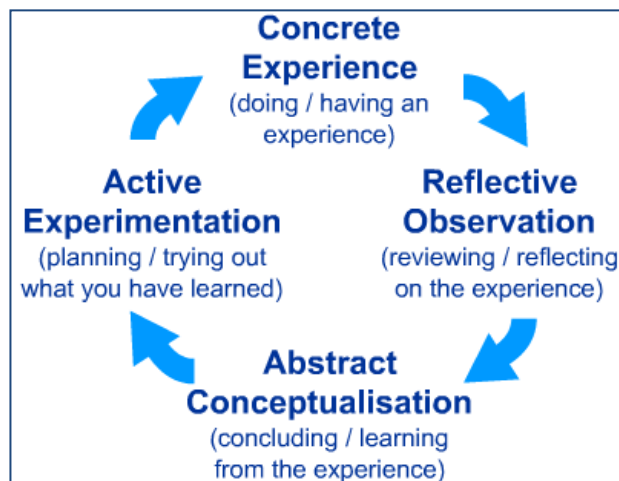 Concrete
Experience
(doing / having an
experience)
Reflective
Observation
(reviewing / reflecting
on the experience)
Abstract
Conceptualisation
(concluding / learning
from the experience)
Active
Experimentation
(planning / trying out
what you have learned)